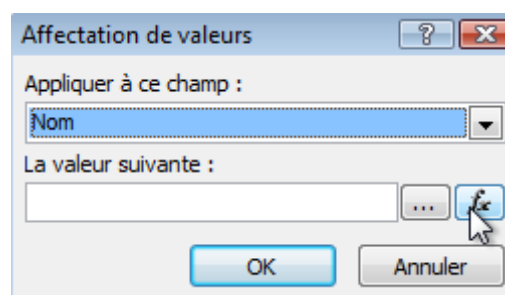 Affectation de valeurs
Appliquer à ce champ :
Nom
La valeur suivante :
... fx
OK Annuler